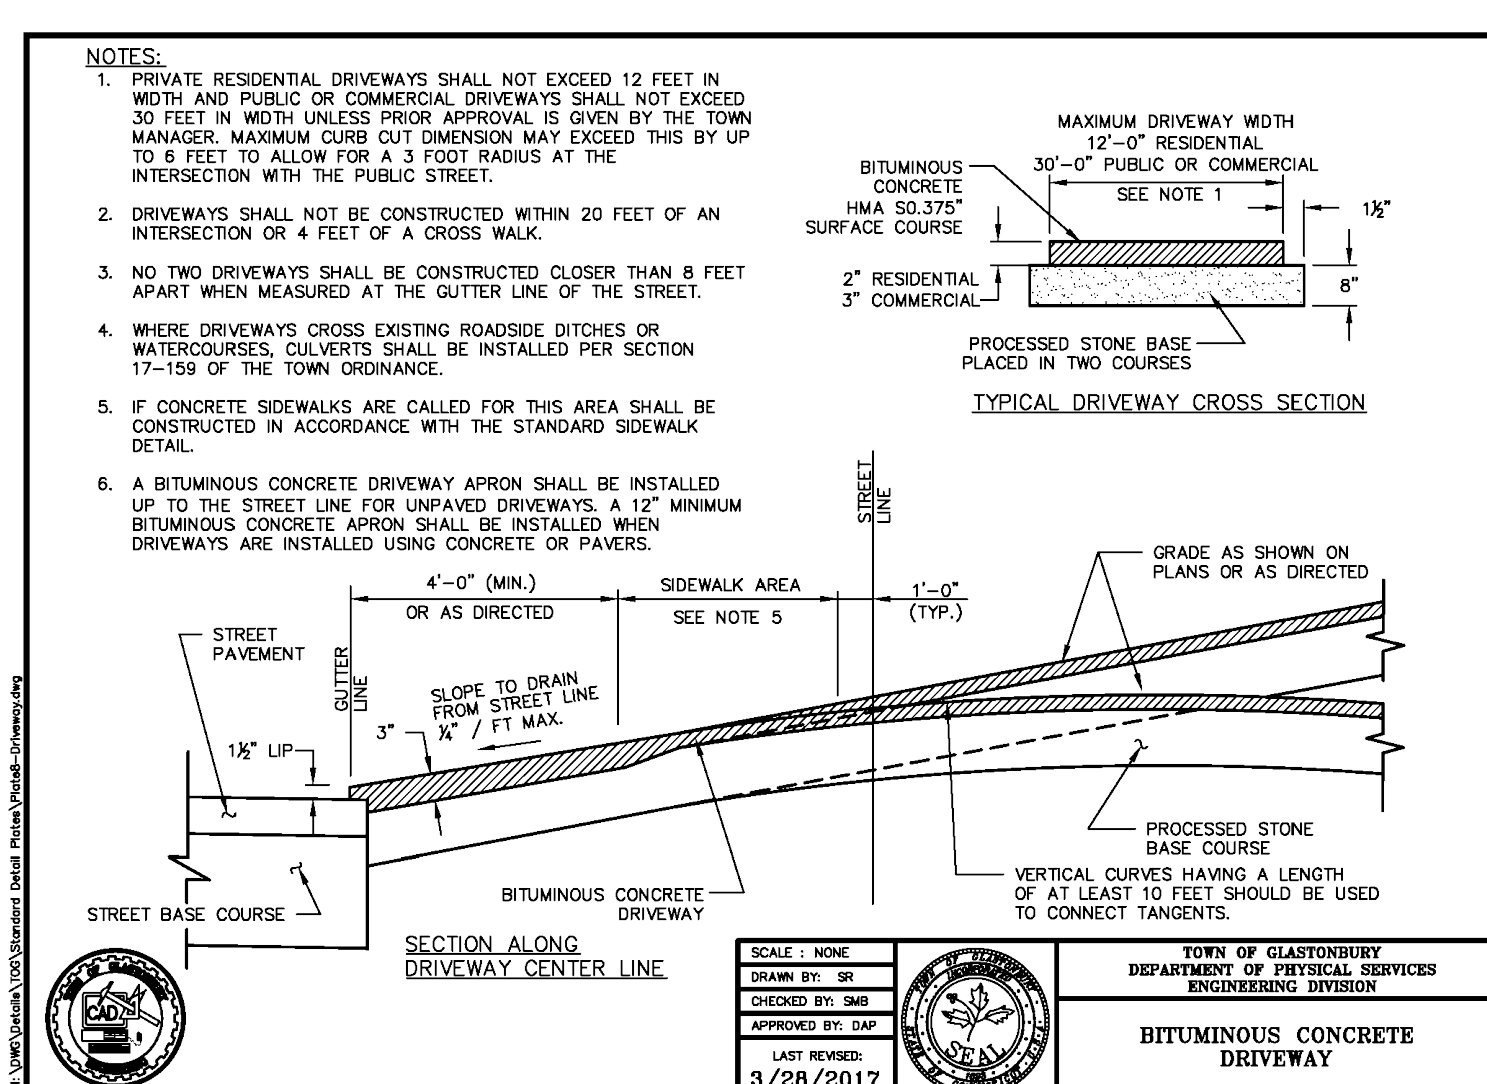 NOTES:
1. PRIVATE RESIDENTIAL DRIVEWAYS SHALL NOT EXCEED 12 FEET IN
WIDTH AND PUBLIC OR COMMERCIAL DRIVEWAYS SHALL NOT EXCEED
30 FEET IN WIDTH UNLESS PRIOR APPROVAL IS GIVEN BY THE TOWN
MANAGER. MAXIMUM CURB CUT DIMENSION MAY EXCEED THIS BY UP
TO 6 FEET TO ALLOW FOR A 3 FOOT RADIUS AT THE
INTERSECTION WITH THE PUBLIC STREET.
2. DRIVEWAYS SHALL NOT BE CONSTRUCTED WITHIN 20 FEET OF AN
INTERSECTION OR 4 FEET OF A CROSS WALK.
3. NO TWO DRIVEWAYS SHALL BE CONSTRUCTED CLOSER THAN 8 FEET
APART WHEN MEASURED AT THE GUTTER LINE OF THE STREET.
4. WHERE DRIVEWAYS CROSS EXISTING ROADSIDE DITCHES OR
WATERCOURSES, CULVERTS SHALL BE INSTALLED PER SECTION
17-159 OF THE TOWN ORDINANCE.
5. IF CONCRETE SIDEWALKS ARE CALLED FOR THIS AREA SHALL BE
CONSTRUCTED IN ACCORDANCE WITH THE STANDARD SIDEWALK
DETAIL.
6. A BITUMINOUS CONCRETE DRIVEWAY APRON SHALL BE INSTALLED
UP TO THE STREET LINE FOR UNPAVED DRIVEWAYS. A 12" MINIMUM
BITUMINOUS CONCRETE APRON SHALL BE INSTALLED WHEN
DRIVEWAYS ARE INSTALLED USING CONCRETE OR PAVERS.
MAXIMUM DRIVEWAY WIDTH
12'-0" RESIDENTIAL
30'-0" PUBLIC OR COMMERCIAL
SEE NOTE 1
1½"
BITUMINOUS
CONCRETE
HMA S0.375"
SURFACE COURSE
2" RESIDENTIAL
3" COMMERCIAL
8"
PROCESSED STONE BASE
PLACED IN TWO COURSES
TYPICAL DRIVEWAY CROSS SECTION
STREET
LINE
GRADE AS SHOWN ON
PLANS OR AS DIRECTED
4'-0" (MIN.)
OR AS DIRECTED
SIDEWALK AREA
SEE NOTE 5
1'-0"
(TYP.)
STREET
PAVEMENT
GUTTER
LINE
SLOPE TO DRAIN
FROM STREET LINE
¼" / FT MAX.
3"
1½" LIP
STREET BASE COURSE
BITUMINOUS CONCRETE
DRIVEWAY
PROCESSED STONE
BASE COURSE
VERTICAL CURVES HAVING A LENGTH
OF AT LEAST 10 FEET SHOULD BE USED
TO CONNECT TANGENTS.
SECTION ALONG
DRIVEWAY CENTER LINE
I:\DWG\Details\TOG\Standard Detail Plates\Plate8-Driveway.dwg
TOWN OF GLASTONBURY
CAD
ENGINEERING
SCALE : NONE
DRAWN BY: SR
CHECKED BY: SMB
APPROVED BY: DAP
LAST REVISED:
3/28/2017
TOWN OF GLASTONBURY
INCORPORATED
SEAL
1693
STATE OF CONNECTICUT U.S.A.
TOWN OF GLASTONBURY
DEPARTMENT OF PHYSICAL SERVICES
ENGINEERING DIVISION
BITUMINOUS CONCRETE
DRIVEWAY